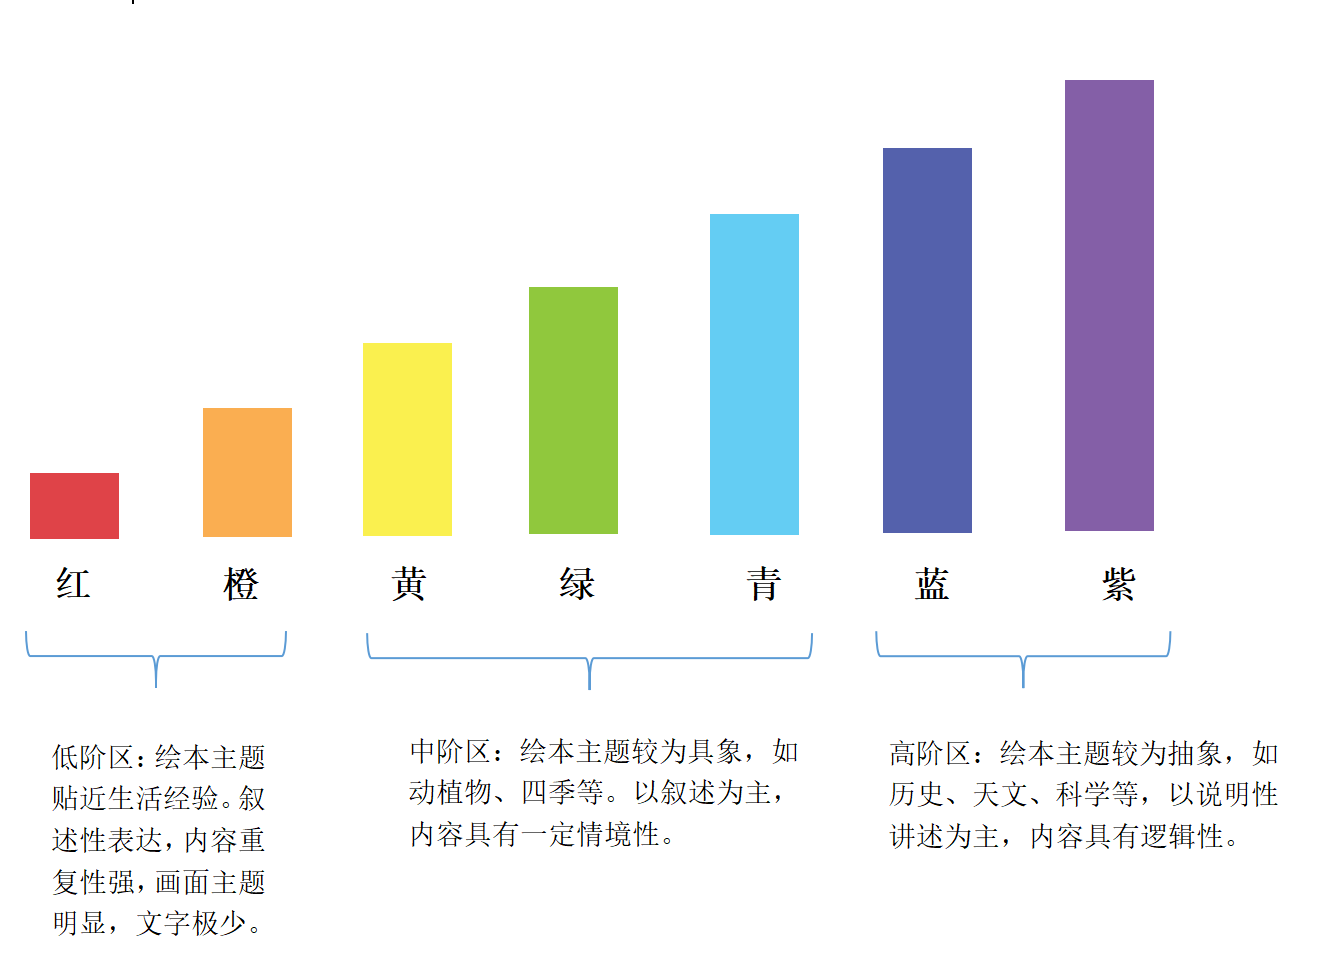 红
橙
黄
绿
青
蓝
紫
低阶区：绘本主题
贴近生活经验。叙
述性表达，内容重
复性强，画面主题
明显，文字极少。
中阶区：绘本主题较为具象，如
动植物、四季等。以叙述为主，
内容具有一定情境性。
高阶区：绘本主题较为抽象，如
历史、天文、科学等，以说明性
讲述为主，内容具有逻辑性。